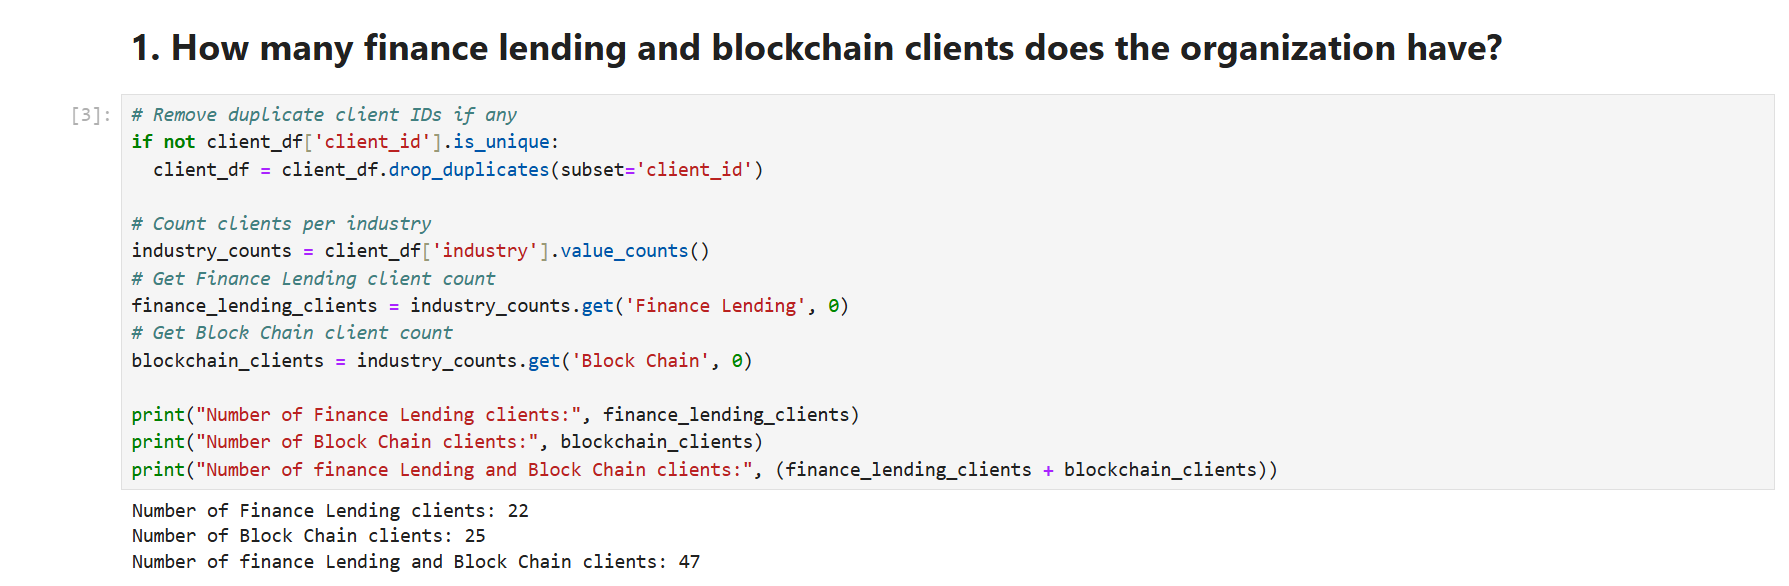 1. How many finance lending and blockchain clients does the organization have?
[3]:
# Remove duplicate client IDs if any
if not client_df['client_id'].is_unique:
  client_df = client_df.drop_duplicates(subset='client_id')

# Count clients per industry
industry_counts = client_df['industry'].value_counts()
# Get Finance Lending client count
finance_lending_clients = industry_counts.get('Finance Lending', 0)
# Get Block Chain client count
blockchain_clients = industry_counts.get('Block Chain', 0)

print("Number of Finance Lending clients:", finance_lending_clients)
print("Number of Block Chain clients:", blockchain_clients)
print("Number of finance Lending and Block Chain clients:", (finance_lending_clients + blockchain_clients))
Number of Finance Lending clients: 22
Number of Block Chain clients: 25
Number of finance Lending and Block Chain clients: 47